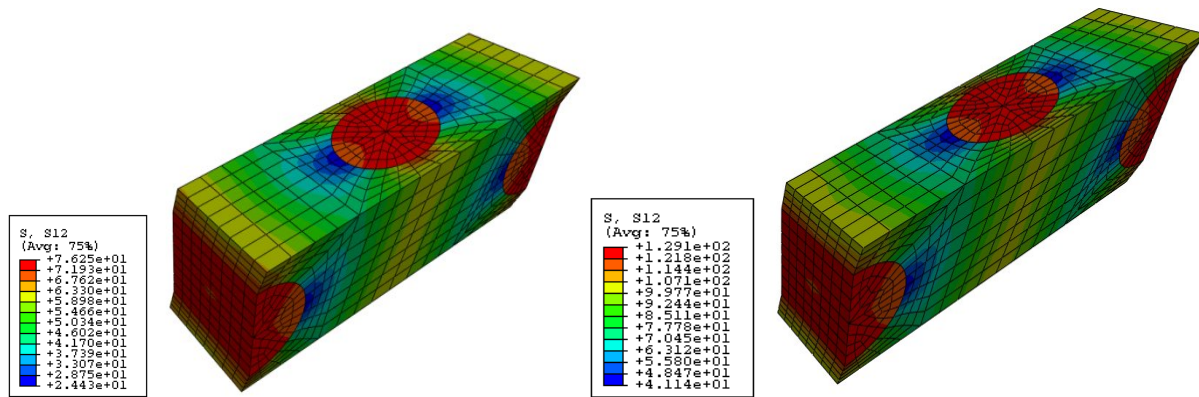 S, S12
(Avg: 75%)
+7.625e+01
+7.193e+01
+6.762e+01
+6.330e+01
+5.898e+01
+5.466e+01
+5.034e+01
+4.602e+01
+4.170e+01
+3.739e+01
+3.307e+01
+2.875e+01
+2.443e+01
S, S12
(Avg: 75%)
+1.291e+02
+1.218e+02
+1.144e+02
+1.071e+02
+9.977e+01
+9.244e+01
+8.511e+01
+7.778e+01
+7.045e+01
+6.312e+01
+5.580e+01
+4.847e+01
+4.114e+01